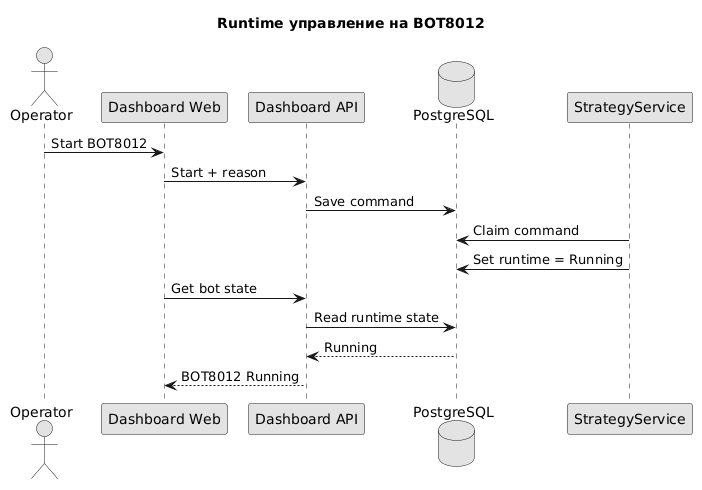 Runtime управление на BOT8012
Operator
Dashboard Web
Dashboard API
PostgreSQL
StrategyService
Start BOT8012
Start + reason
Save command
Claim command
Set runtime = Running
Get bot state
Read runtime state
Running
BOT8012 Running
Operator
Dashboard Web
Dashboard API
PostgreSQL
StrategyService